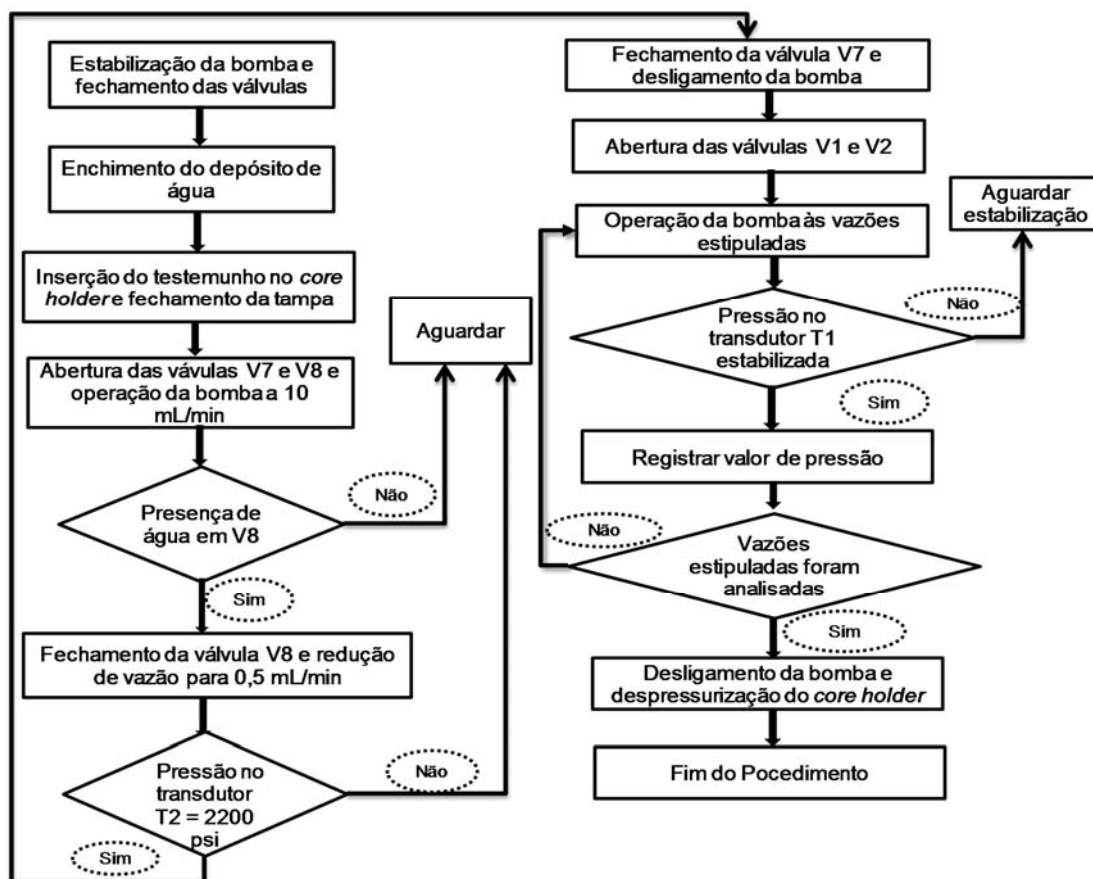 Estabilização da bomba e
fechamento das válvulas
Enchimento do depósito de
água
Inserção do testemunho no core
holder e fechamento da tampa
Abertura das vávulas V7 e V8 e
operação da bomba a 10
mL/min
Aguardar
Presença de
água em V8
Não
Sim
Fechamento da válvula V8 e redução
de vazão para 0,5 mL/min
Pressão no
transdutor
T2 = 2200
psi
Não
Sim
Fechamento da válvula V7 e
desligamento da bomba
Abertura das válvulas V1 e V2
Operação da bomba às vazões
estipuladas
Aguardar
estabilização
Pressão no
transdutor T1
estabilizada
Não
Sim
Registrar valor de pressão
Vazões
estipuladas foram
analisadas
Não
Sim
Desligamento da bomba e
despressurização do core holder
Fim do Pocedimento